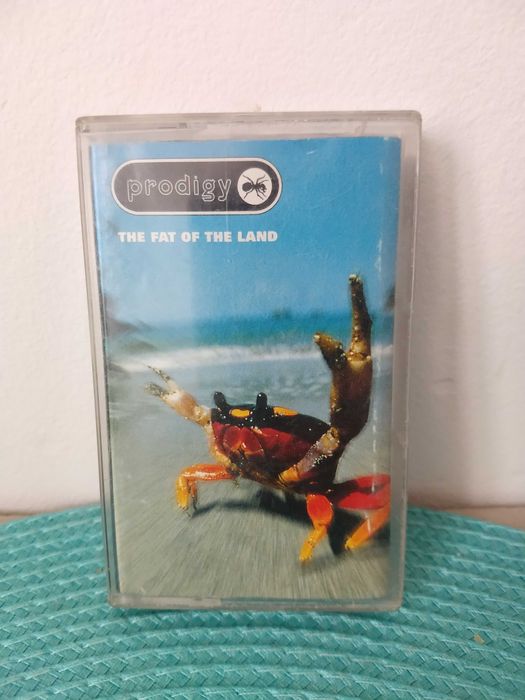 prodigy
THE FAT OF THE LAND